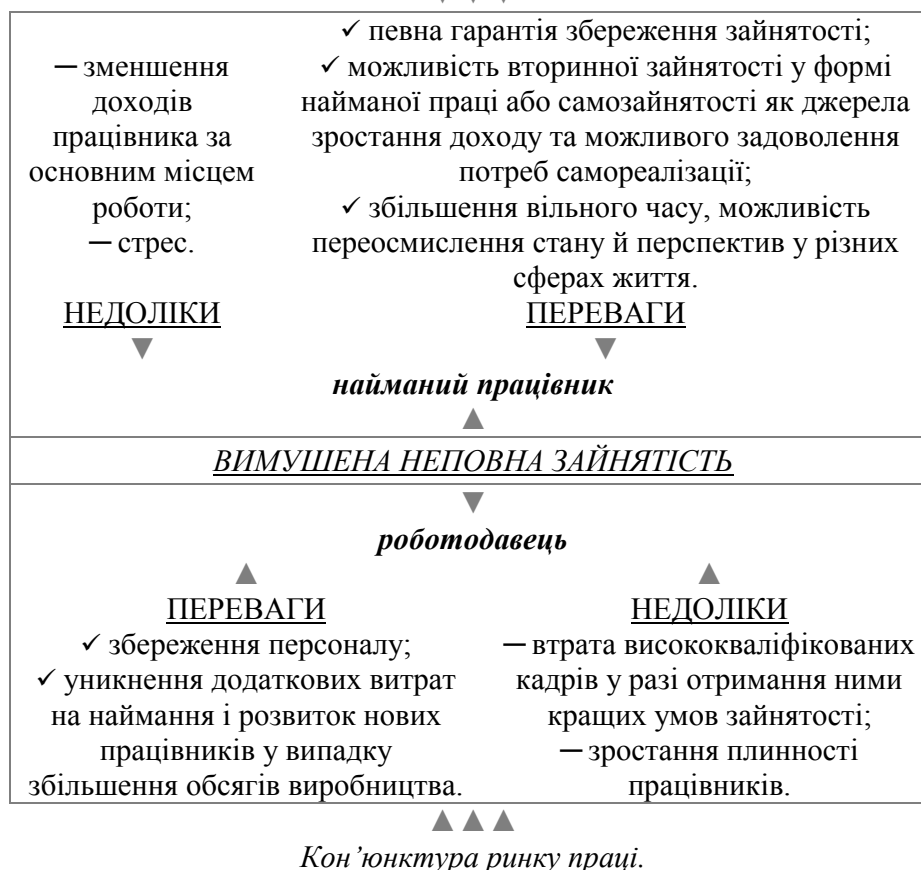 — зменшення
доходів
працівника за
основним місцем
роботи;
— стрес.
НЕДОЛІКИ
✓ певна гарантія збереження зайнятості;
✓ можливість вторинної зайнятості у формі
найманої праці або самозайнятості як джерела
зростання доходу та можливого задоволення
потреб самореалізації;
✓ збільшення вільного часу, можливість
переосмислення стану й перспектив у різних
сферах життя.
ПЕРЕВАГИ
найманий працівник
ВИМУШЕНА НЕПОВНА ЗАЙНЯТІСТЬ
роботодавець
ПЕРЕВАГИ
✓ збереження персоналу;
✓ уникнення додаткових витрат
на наймання і розвиток нових
працівників у випадку
збільшення обсягів виробництва.
НЕДОЛІКИ
— втрата висококваліфікованих
кадрів у разі отримання ними
кращих умов зайнятості;
— зростання плинності
працівників.
Кон’юнктура ринку праці.